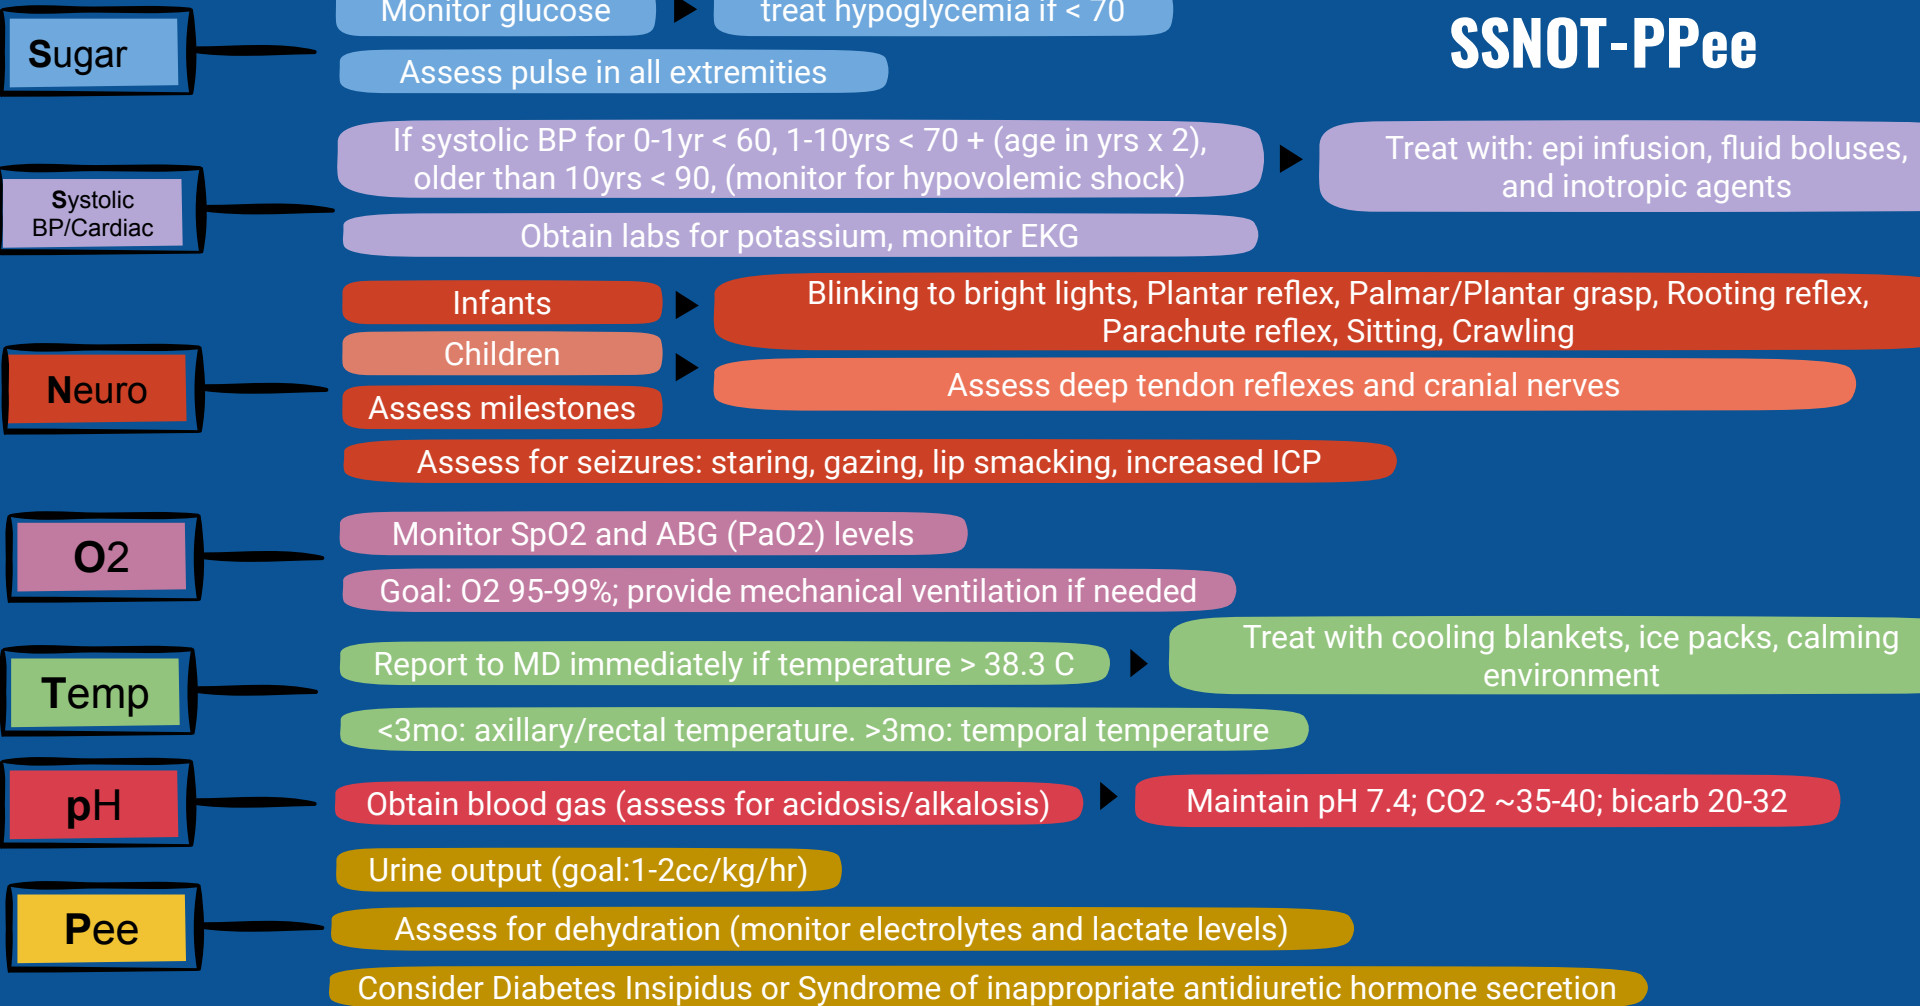 SSNOT-PPee
Sugar
Monitor glucose
treat hypoglycemia if < 70
Assess pulse in all extremities
Systolic
BP/Cardiac
If systolic BP for 0-1yr < 60, 1-10yrs < 70 + (age in yrs x 2),
older than 10yrs < 90, (monitor for hypovolemic shock)
Treat with: epi infusion, fluid boluses,
and inotropic agents
Obtain labs for potassium, monitor EKG
Neuro
Infants
Blinking to bright lights, Plantar reflex, Palmar/Plantar grasp, Rooting reflex,
Parachute reflex, Sitting, Crawling
Children
Assess deep tendon reflexes and cranial nerves
Assess milestones
Assess for seizures: staring, gazing, lip smacking, increased ICP
O2
Monitor SpO2 and ABG (PaO2) levels
Goal: O2 95-99%; provide mechanical ventilation if needed
Temp
Report to MD immediately if temperature > 38.3 C
Treat with cooling blankets, ice packs, calming
environment
<3mo: axillary/rectal temperature. >3mo: temporal temperature
pH
Obtain blood gas (assess for acidosis/alkalosis)
Maintain pH 7.4; CO2 ~35-40; bicarb 20-32
Pee
Urine output (goal:1-2cc/kg/hr)
Assess for dehydration (monitor electrolytes and lactate levels)
Consider Diabetes Insipidus or Syndrome of inappropriate antidiuretic hormone secretion